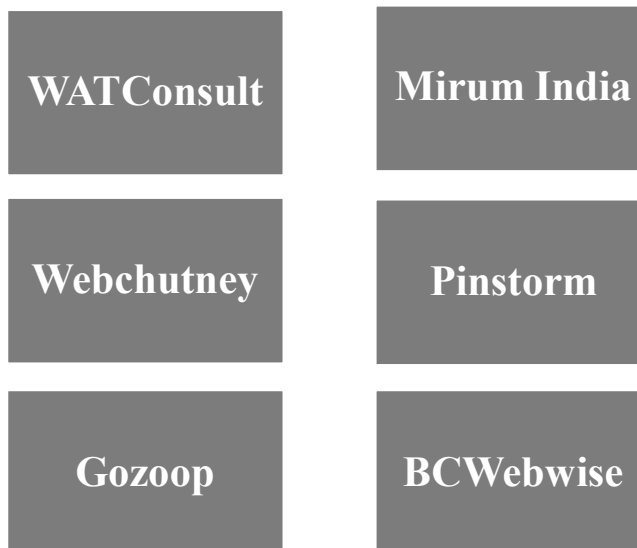 WATConsult
Mirum India
Webchutney
Pinstorm
Gozoop
BCWebwise